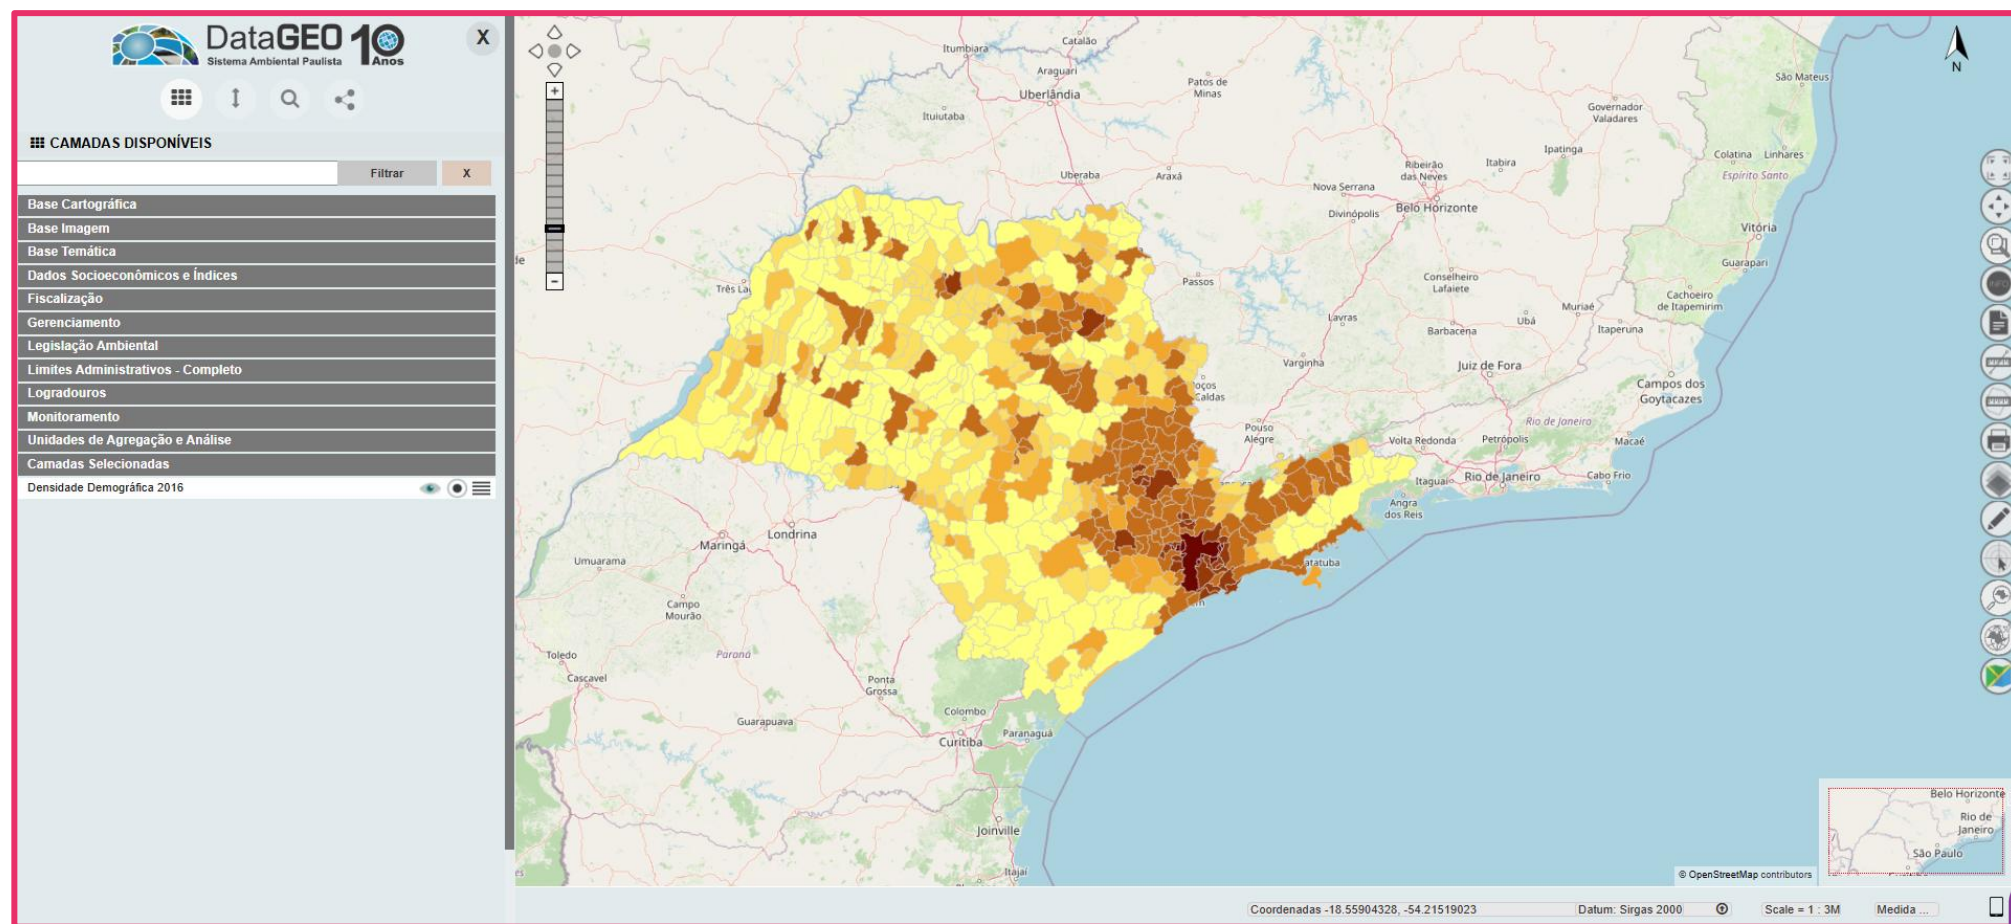 DataGEO 10
Sistema Ambiental Paulista Anos
X
CAMADAS DISPONÍVEIS
Filtrar X
Base Cartográfica
Base Imagem
Base Temática
Dados Socioeconômicos e Índices
Fiscalização
Gerenciamento
Legislação Ambiental
Limites Administrativos - Completo
Logradouros
Monitoramento
Unidades de Agregação e Análise
Camadas Selecionadas
Densidade Demográfica 2016
+
-
N
Itumbiara
Catalão
Araguari
Uberlândia
Patos de
Minas
São Mateus
Ituiutaba
Governador
Valadares
Ipatinga
Colatina
Linhares
Espírito Santo
Ribeirão
das Neves
Itabira
Uberaba
Araxá
Nova Serrana
Belo Horizonte
Divinópolis
Vitória
Guarapari
de
Três La
Passos
Conselheiro
Lafaiete
Cachoeiro
de Itapemirim
Muriaé
Lavras
Barbacena
Ubá
Itaperuna
Varginha
Juiz de Fora
oços
Caldas
Campos dos
Goytacazes
Pouso
Alegre
Rio de Janeiro
Volta Redonda
Petrópolis
Macaé
Itaguaí
Rio de Janeiro
Cabo Frio
Angra
dos Reis
Londrina
Maringá
Umuarama
atatuba
Campo
Mourão
Toledo
Paraná
Cascavel
Ponta
Grossa
Guarapuava
Colombo
Curitiba
Paranaguá
Joinville
Itajaí
es
INFO
Belo Horizonte
Rio de
Janeiro
São Paulo
© OpenStreetMap contributors
Coordenadas -18.55904328, -54.21519023 Datum: Sirgas 2000 Scale = 1 : 3M Medida ...